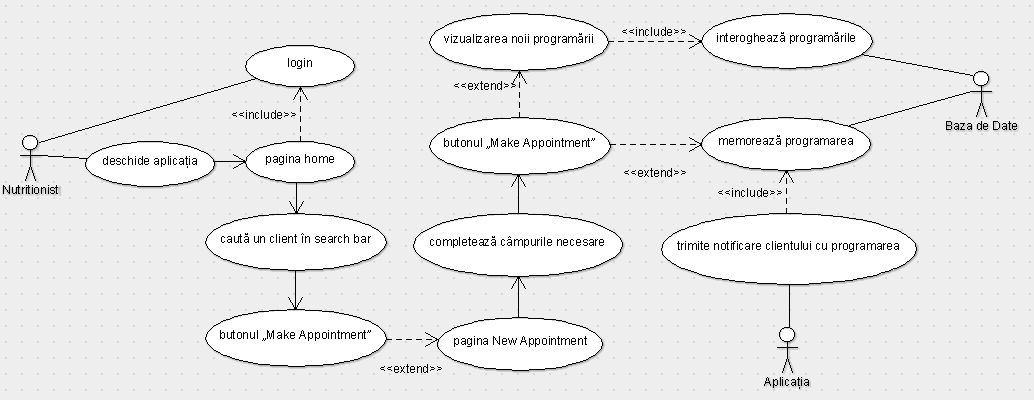 vizualizarea noii programării
<<include>>
interoghează programările
login
<<extend>>
<<include>>
Baza de Date
butonul „Make Appointment”
memorează programarea
deschide aplicația
pagina home
<<extend>>
Nutritionist
<<include>>
caută un client în search bar
completează câmpurile necesare
trimite notificare clientului cu programarea
butonul „Make Appointment”
pagina New Appointment
<<extend>>
Aplicația